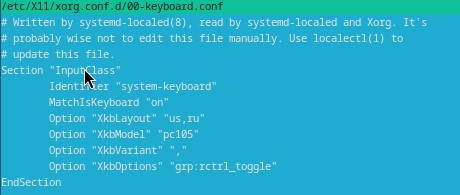 /etc/X11/xorg.conf.d/00-keyboard.conf
# Written by systemd-localed(8), read by systemd-localed and Xorg. It's
# probably wise not to edit this file manually. Use localectl(1) to
# update this file.
Section "InputClass"
        Identifier "system-keyboard"
        MatchIsKeyboard "on"
        Option "XkbLayout" "us,ru"
        Option "XkbModel" "pc105"
        Option "XkbVariant" ","
        Option "XkbOptions" "grp:rctrl_toggle"
EndSection